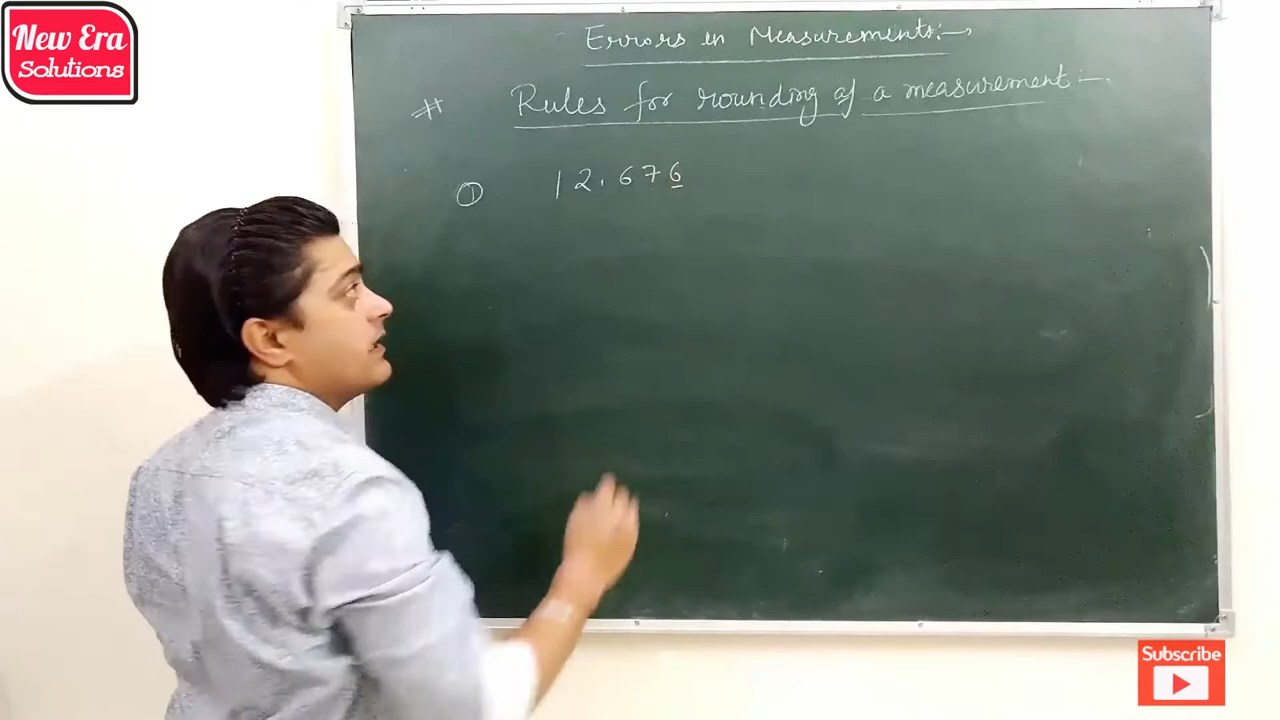 New Era
Solutions
Errors in Measurements:-
# Rules for rounding of a measurement:-
① 12.676
Subscribe